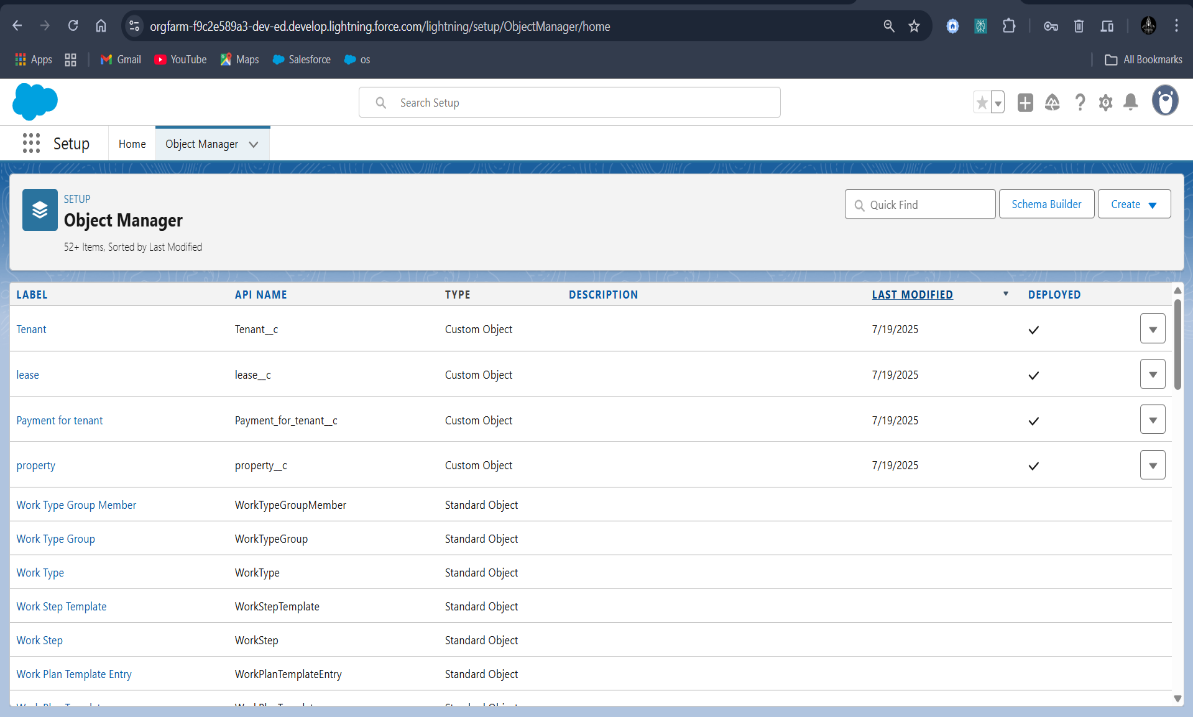 orgfarm-f9c2e589a3-dev-ed.develop.lightning.force.com/lightning/setup/ObjectManager/home
Apps Gmail YouTube Maps Salesforce os All Bookmarks
Search Setup
Setup Home Object Manager
SETUP
Object Manager
52+ Items. Sorted by Last Modified
Quick Find Schema Builder Create
LABEL API NAME TYPE DESCRIPTION LAST MODIFIED DEPLOYED
Tenant Tenant__c Custom Object 7/19/2025
lease lease__c Custom Object 7/19/2025
Payment for tenant Payment_for_tenant__c Custom Object 7/19/2025
property property__c Custom Object 7/19/2025
Work Type Group Member WorkTypeGroupMember Standard Object
Work Type Group WorkTypeGroup Standard Object
Work Type WorkType Standard Object
Work Step Template WorkStepTemplate Standard Object
Work Step WorkStep Standard Object
Work Plan Template Entry WorkPlanTemplateEntry Standard Object